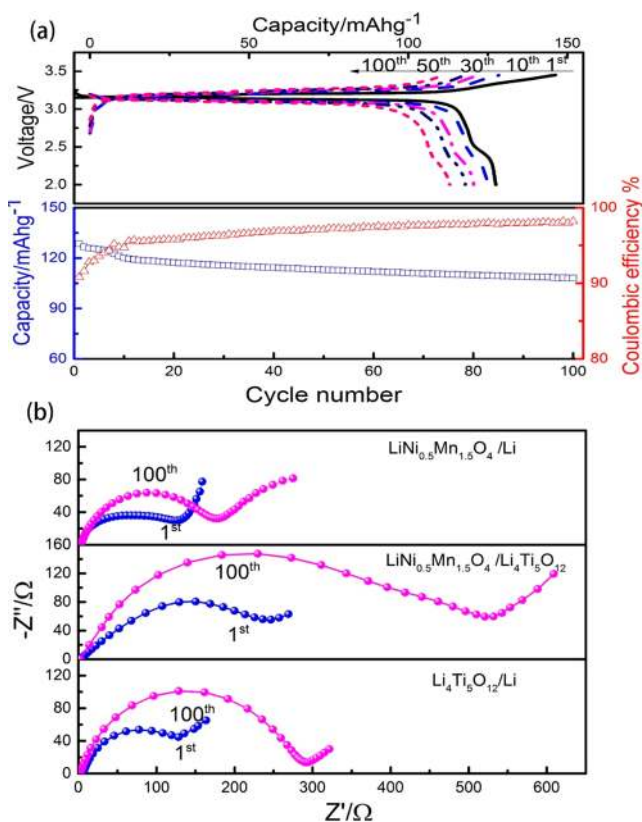 (a)
Capacity/mAhg-1
0 50 100 150
100th 50th 30th 10th 1st
Voltage/V
3.5
3.0
2.5
2.0
Capacity/mAhg-1
150
120
90
60
Coulombic efficiency %
100
90
80
0 20 40 60 80 100
Cycle number
(b)
-Z''/Ω
120
80
40
160
LiNi0.5Mn1.5O4 /Li
100th
1st
120
80
40
0
LiNi0.5Mn1.5O4 /Li4Ti5O12
100th
1st
120
80
40
0
Li4Ti5O12/Li
100th
1st
0 100 200 300 400 500 600
Z'/Ω